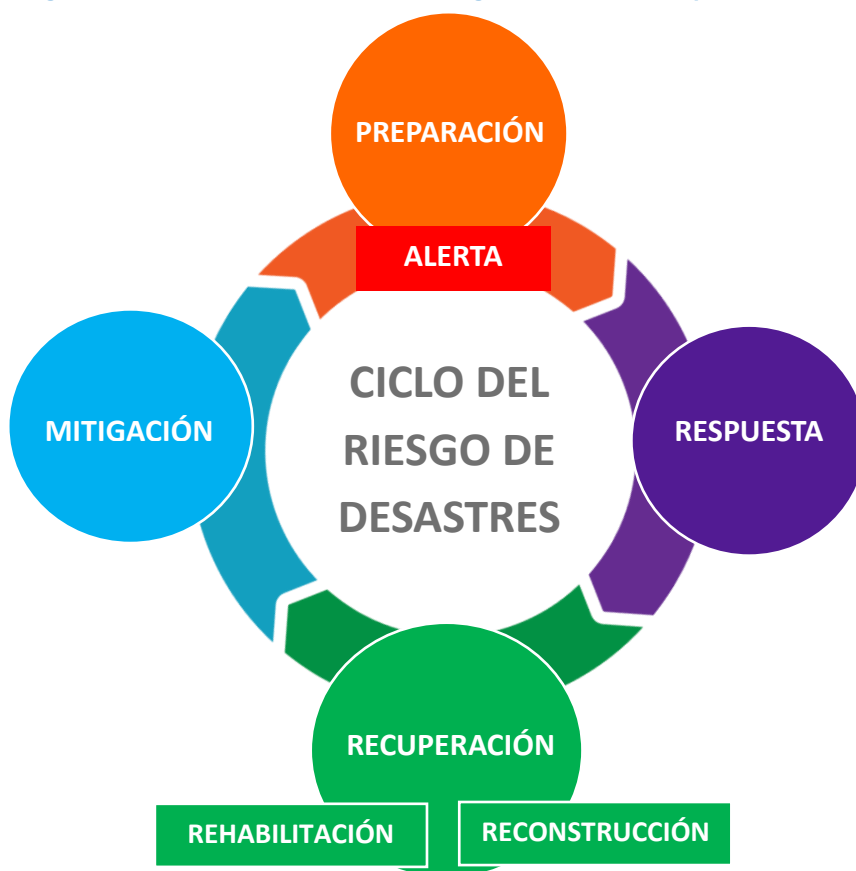 PREPARACIÓN
ALERTA
CICLO DEL
RIESGO DE
DESASTRES
MITIGACIÓN
RESPUESTA
RECUPERACIÓN
REHABILITACIÓN
RECONSTRUCCIÓN